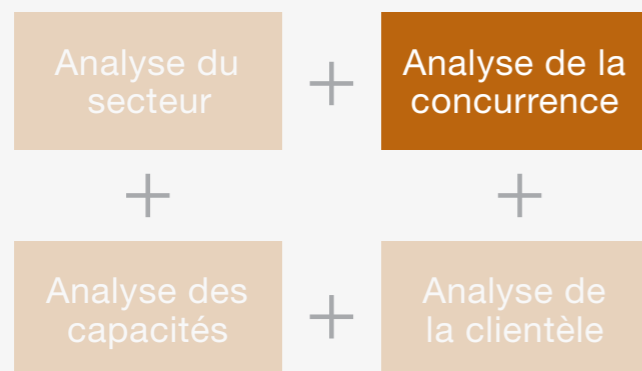 Analyse du
secteur
+
Analyse de la
concurrence
+
+
Analyse des
capacités
+
Analyse de
la clientèle